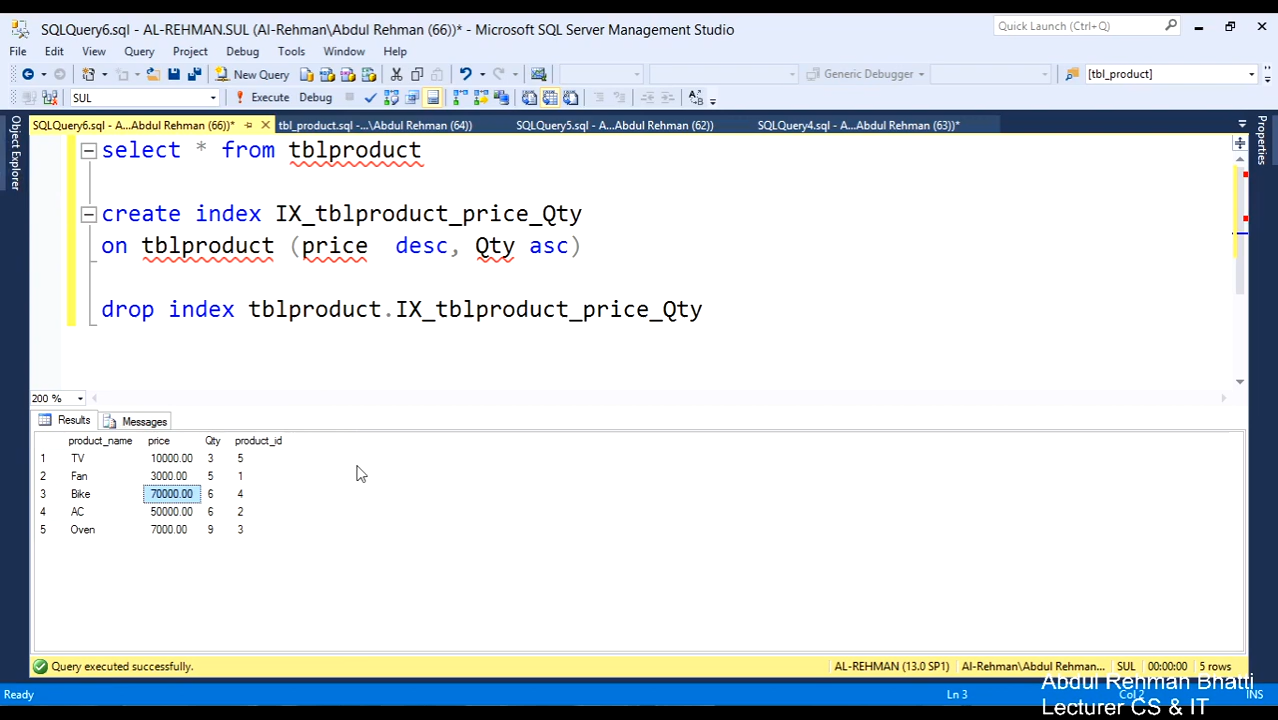 SQLQuery6.sql - AL-REHMAN.SUL (Al-Rehman\Abdul Rehman (66))* - Microsoft SQL Server Management Studio
Quick Launch (Ctrl+Q)
File Edit View Query Project Debug Tools Window Help
New Query
Generic Debugger
[tbl_product]
SUL
Execute Debug
SQLQuery6.sql - A...Abdul Rehman (66))* tbl_product.sql -...\Abdul Rehman (64)) SQLQuery5.sql - A...Abdul Rehman (62)) SQLQuery4.sql - A...Abdul Rehman (63))*
Object Explorer
Properties
select * from tblproduct
create index IX_tblproduct_price_Qty
on tblproduct (price desc, Qty asc)
drop index tblproduct.IX_tblproduct_price_Qty
200 %
Results Messages
product_name price Qty product_id
1 TV 10000.00 3 5
2 Fan 3000.00 5 1
3 Bike 70000.00 6 4
4 AC 50000.00 6 2
5 Oven 7000.00 9 3
Query executed successfully.
AL-REHMAN (13.0 SP1) Al-Rehman\Abdul Rehman... SUL 00:00:00 5 rows
Abdul Rehman Bhatti
Ready Ln 3 Col 2 INS
Lecturer CS & IT